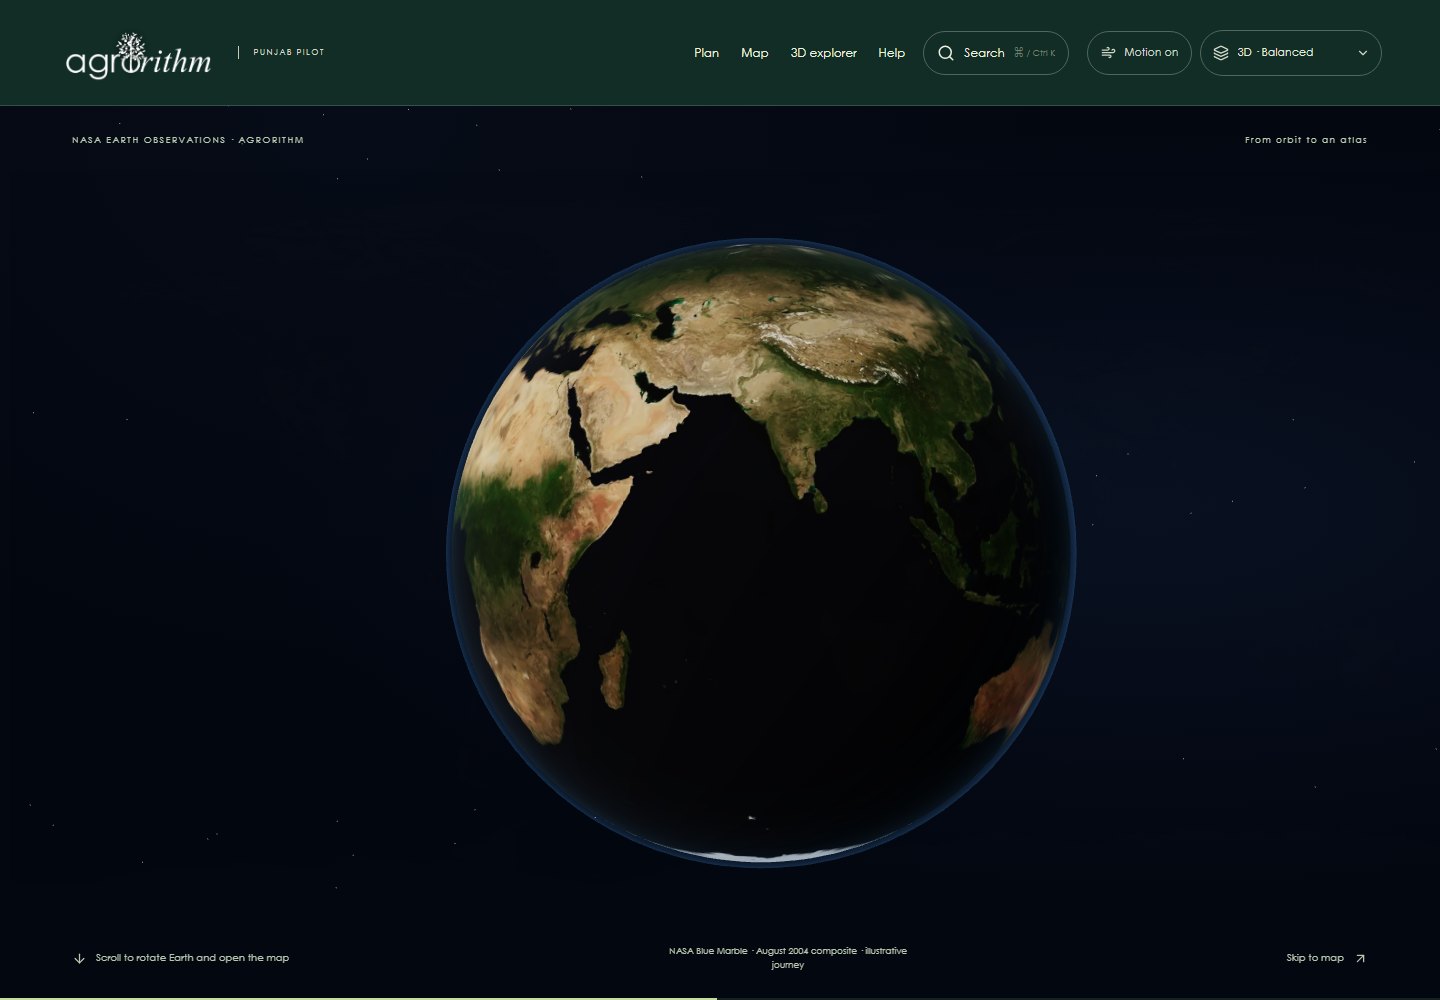 agrorithm
PUNJAB PILOT
Plan
Map
3D explorer
Help
Search ⌘ / Ctrl K
Motion on
3D · Balanced
NASA EARTH OBSERVATIONS · AGRORITHM
From orbit to an atlas
Scroll to rotate Earth and open the map
NASA Blue Marble · August 2004 composite · illustrative
journey
Skip to map